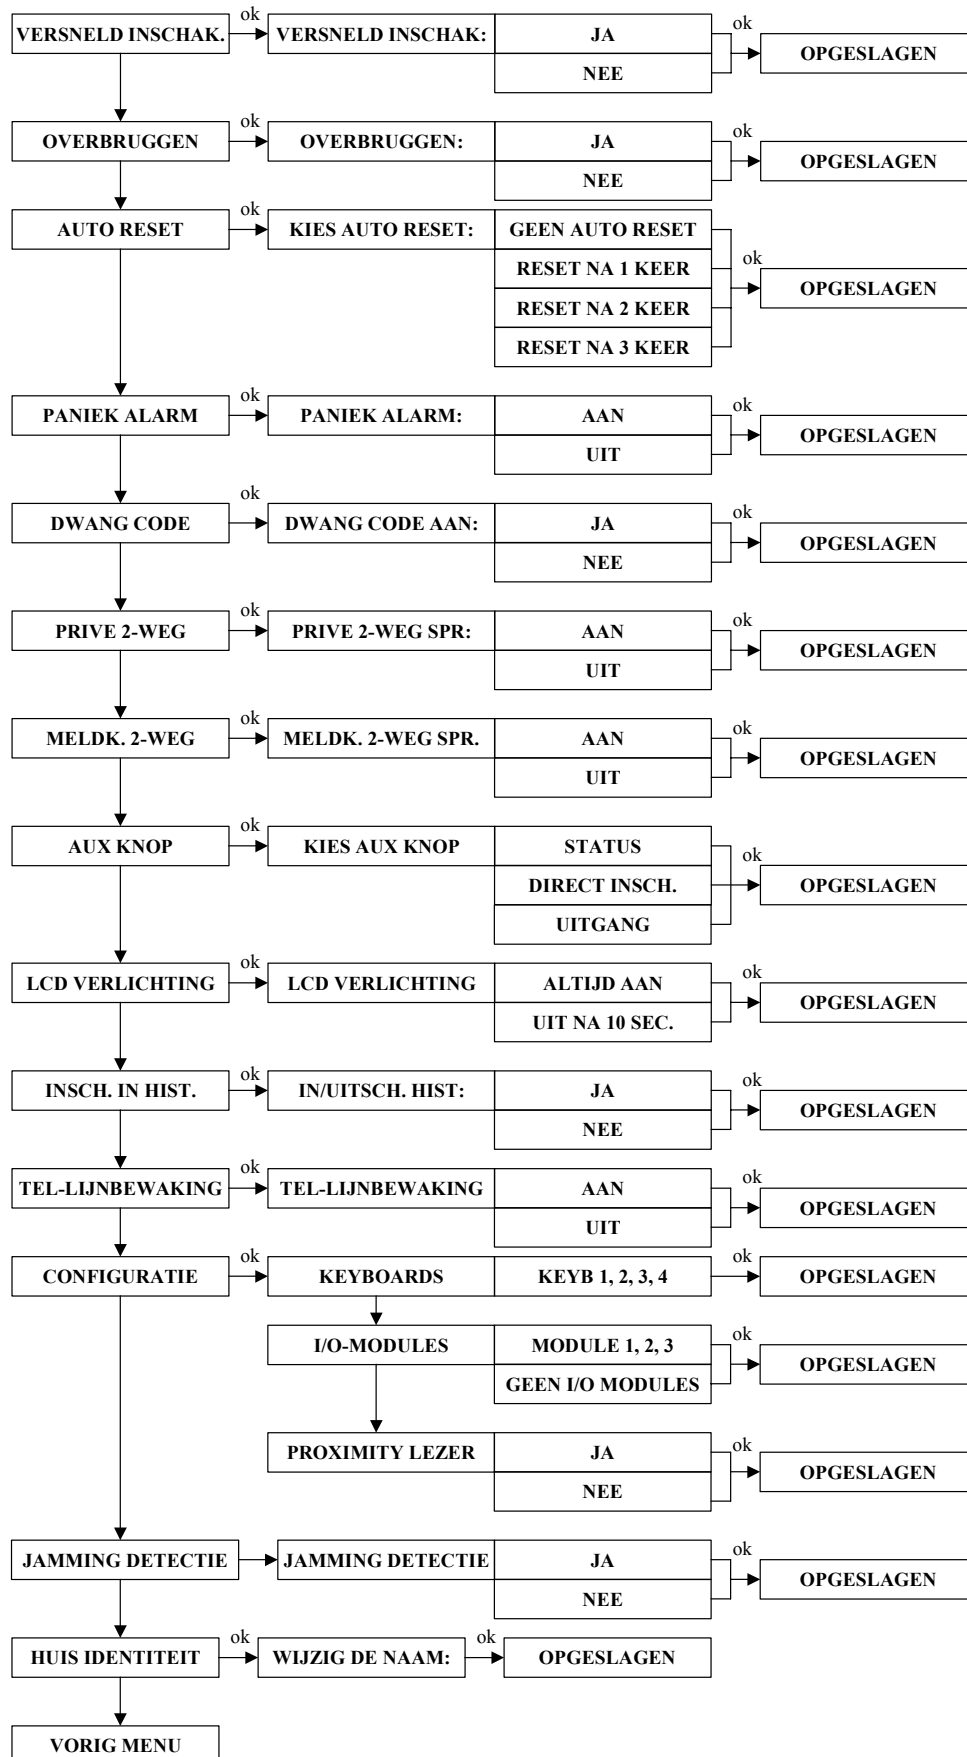 ok ok
VERSNELD INSCHAK. VERSNELD INSCHAK: JA
NEE
OPGESLAGEN
ok ok
OVERBRUGGEN OVERBRUGGEN: JA
NEE
OPGESLAGEN
ok
AUTO RESET KIES AUTO RESET: GEEN AUTO RESET
RESET NA 1 KEER
ok
OPGESLAGEN
RESET NA 2 KEER
RESET NA 3 KEER
ok ok
PANIEK ALARM PANIEK ALARM: AAN
OPGESLAGEN
UIT
ok ok
DWANG CODE DWANG CODE AAN: JA
OPGESLAGEN
NEE
ok ok
PRIVE 2-WEG PRIVE 2-WEG SPR: AAN
OPGESLAGEN
UIT
ok ok
MELDK. 2-WEG MELDK. 2-WEG SPR. AAN
OPGESLAGEN
UIT
ok
AUX KNOP KIES AUX KNOP STATUS
ok
DIRECT INSCH. OPGESLAGEN
UITGANG
ok ok
LCD VERLICHTING LCD VERLICHTING ALTIJD AAN
OPGESLAGEN
UIT NA 10 SEC.
ok ok
INSCH. IN HIST. IN/UITSCH. HIST: JA
OPGESLAGEN
NEE
ok ok
TEL-LIJNBEWAKING TEL-LIJNBEWAKING AAN
OPGESLAGEN
UIT
ok ok
CONFIGURATIE KEYBOARDS KEYB 1, 2, 3, 4 OPGESLAGEN
ok
I/O-MODULES MODULE 1, 2, 3
OPGESLAGEN
GEEN I/O MODULES
ok
PROXIMITY LEZER JA
OPGESLAGEN
NEE
ok
JAMMING DETECTIE JAMMING DETECTIE JA
OPGESLAGEN
NEE
ok ok
HUIS IDENTITEIT WIJZIG DE NAAM: OPGESLAGEN
VORIG MENU